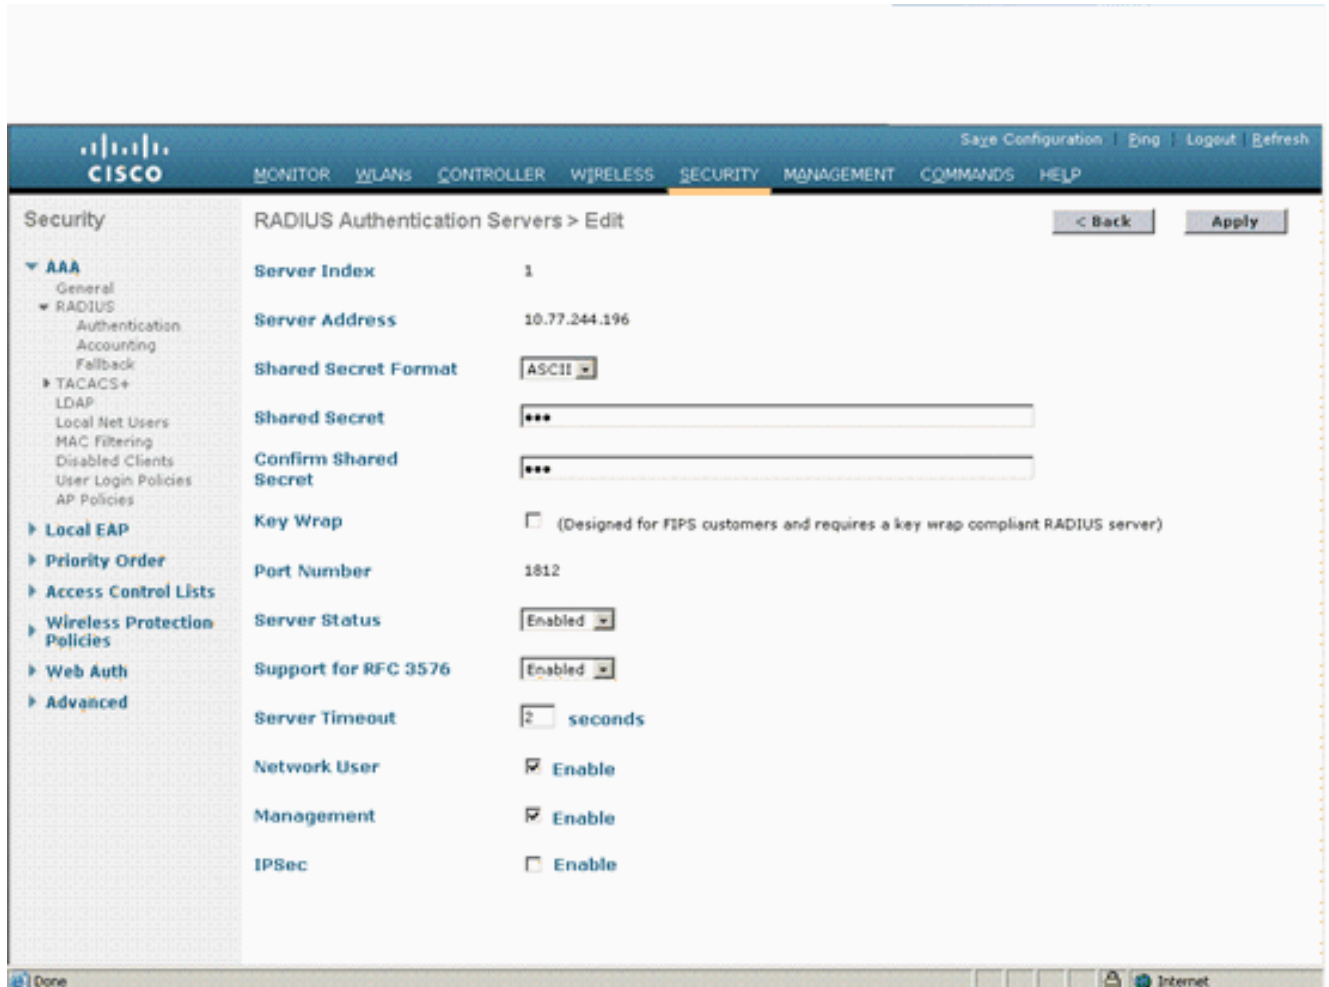 Save Configuration | Ping | Logout | Refresh
CISCO
MONITOR WLANs CONTROLLER WIRELESS SECURITY MANAGEMENT COMMANDS HELP
Security
AAA
General
RADIUS
Authentication
Accounting
Fallback
TACACS+
LDAP
Local Net Users
MAC Filtering
Disabled Clients
User Login Policies
AP Policies
Local EAP
Priority Order
Access Control Lists
Wireless Protection
Policies
Web Auth
Advanced
RADIUS Authentication Servers > Edit
< Back
Apply
Server Index 1
Server Address 10.77.244.196
Shared Secret Format ASCII
Shared Secret •••
Confirm Shared
Secret •••
Key Wrap (Designed for FIPS customers and requires a key wrap compliant RADIUS server)
Port Number 1812
Server Status Enabled
Support for RFC 3576 Enabled
Server Timeout 2 seconds
Network User Enable
Management Enable
IPSec Enable
Done
Internet